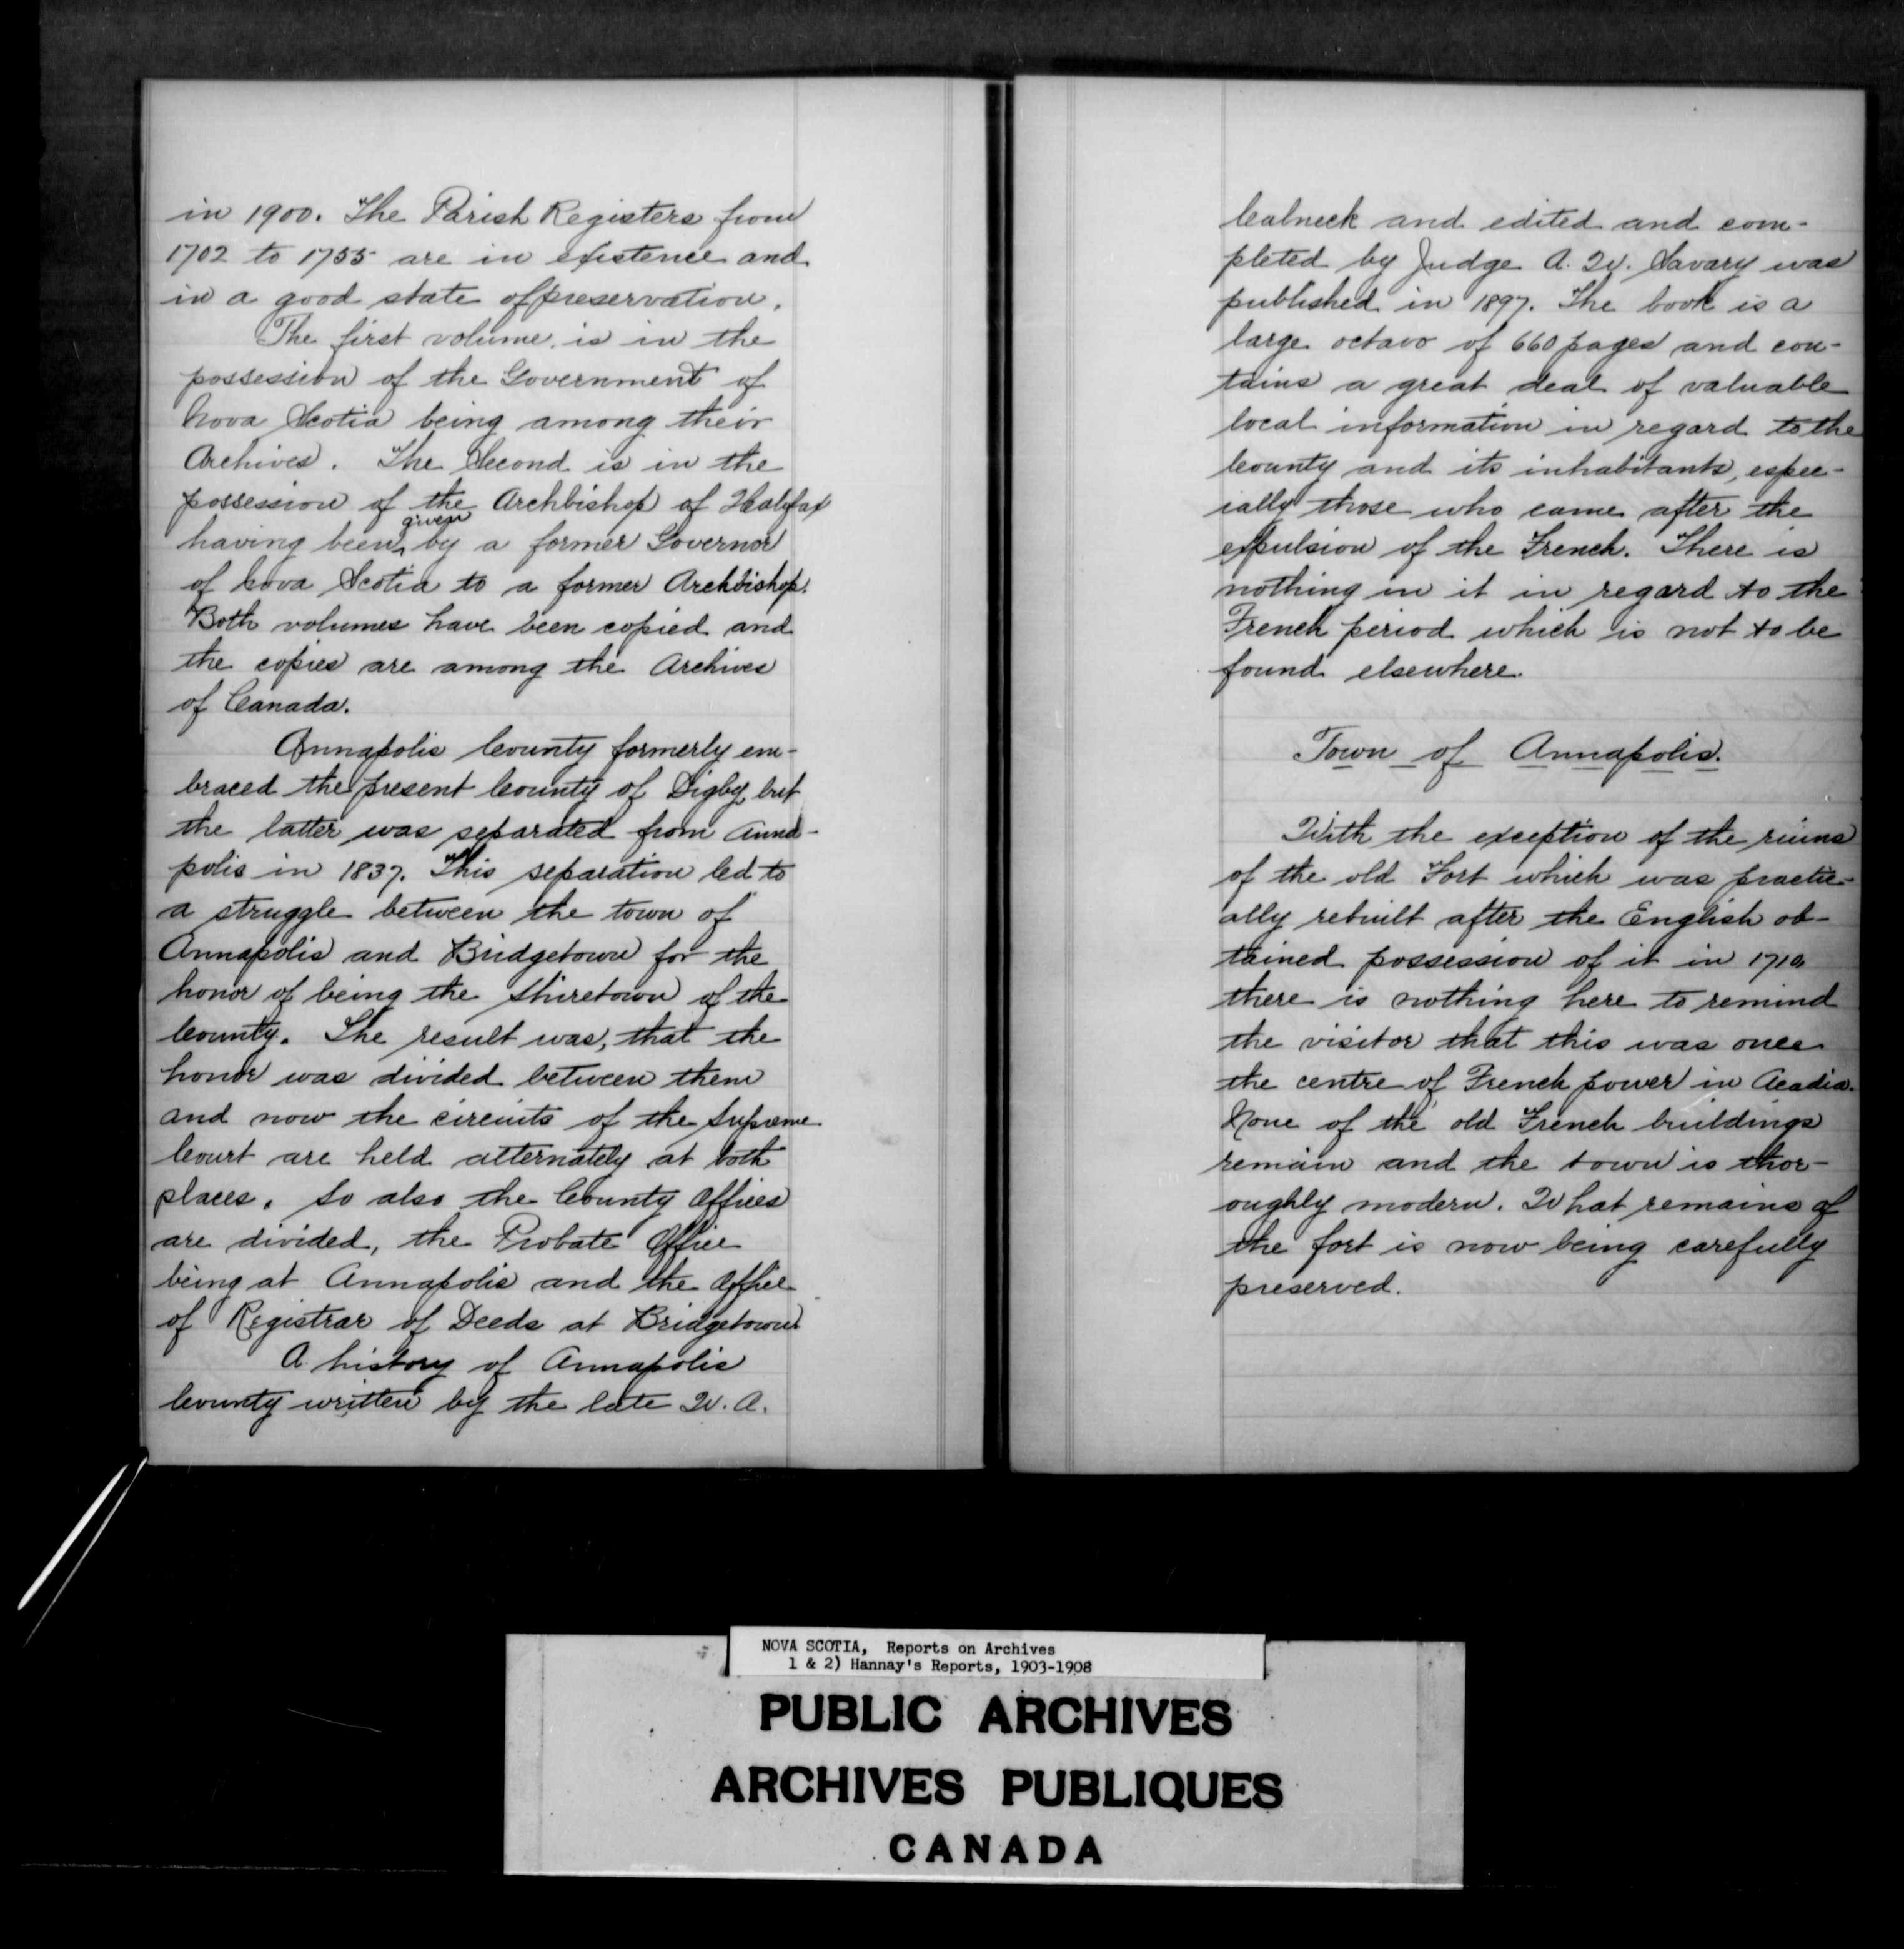 in 1900. The Parish Registers from
1702 to 1755 are in existence and
in a good state of preservation.
The first volume is in the
possession of the Government of
Nova Scotia being among their
Archives. The Second is in the
possession of the Archbishop of Halifax
having been given by a former Governor
of Nova Scotia to a former Archbishop.
Both volumes have been copied and
the copies are among the Archives
of Canada.
Annapolis County formerly em-
braced the present County of Digby, but
the latter was separated from Anna-
polis in 1837. This separation led to
a struggle between the town of
Annapolis and Bridgetown for the
honor of being the Shiretown of the
County. The result was, that the
honor was divided between them
and now the circuits of the Supreme
Court are held alternately at both
places. So also the County Offices
are divided, the Probate Office
being at Annapolis and the Office
of Registrar of Deeds at Bridgetown
A history of Annapolis
County written by the late W. A.
Calneck and edited and com-
pleted by Judge A. W. Savary was
published in 1897. The book is a
large octavo of 660 pages and con-
tains a great deal of valuable
local information in regard to the
County and its inhabitants, espec-
ially those who came after the
expulsion of the French. There is
nothing in it in regard to the
French period which is not to be
found elsewhere.
Town of Annapolis.
With the exception of the ruins
of the old Fort which was practic-
ally rebuilt after the English ob-
tained possession of it in 1710,
there is nothing here to remind
the visitor that this was once
the centre of French power in Acadia.
None of the old French buildings
remain and the town is thor-
oughly modern. What remains of
the fort is now being carefully
preserved.
NOVA SCOTIA, Reports on Archives
1 & 2) Hannay's Reports, 1903-1908
PUBLIC ARCHIVES
ARCHIVES PUBLIQUES
CANADA